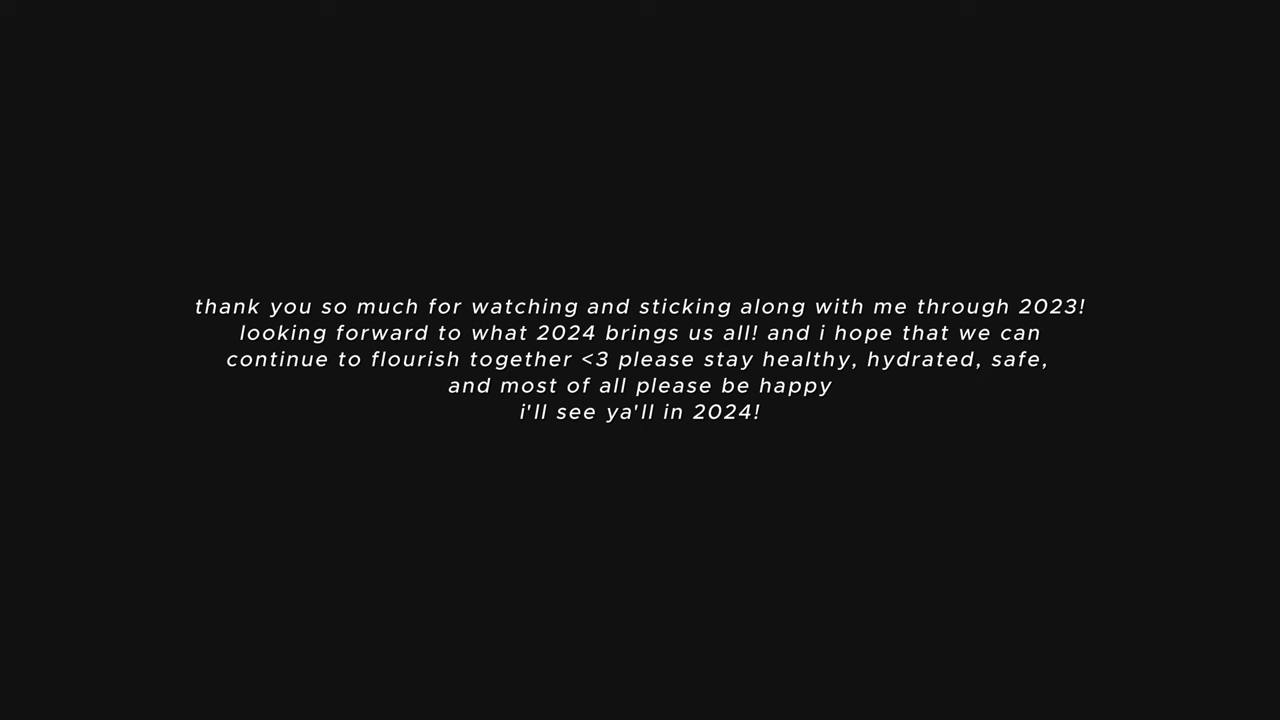 thank you so much for watching and sticking along with me through 2023!
looking forward to what 2024 brings us all! and i hope that we can
continue to flourish together <3 please stay healthy, hydrated, safe,
and most of all please be happy
i'll see ya'll in 2024!